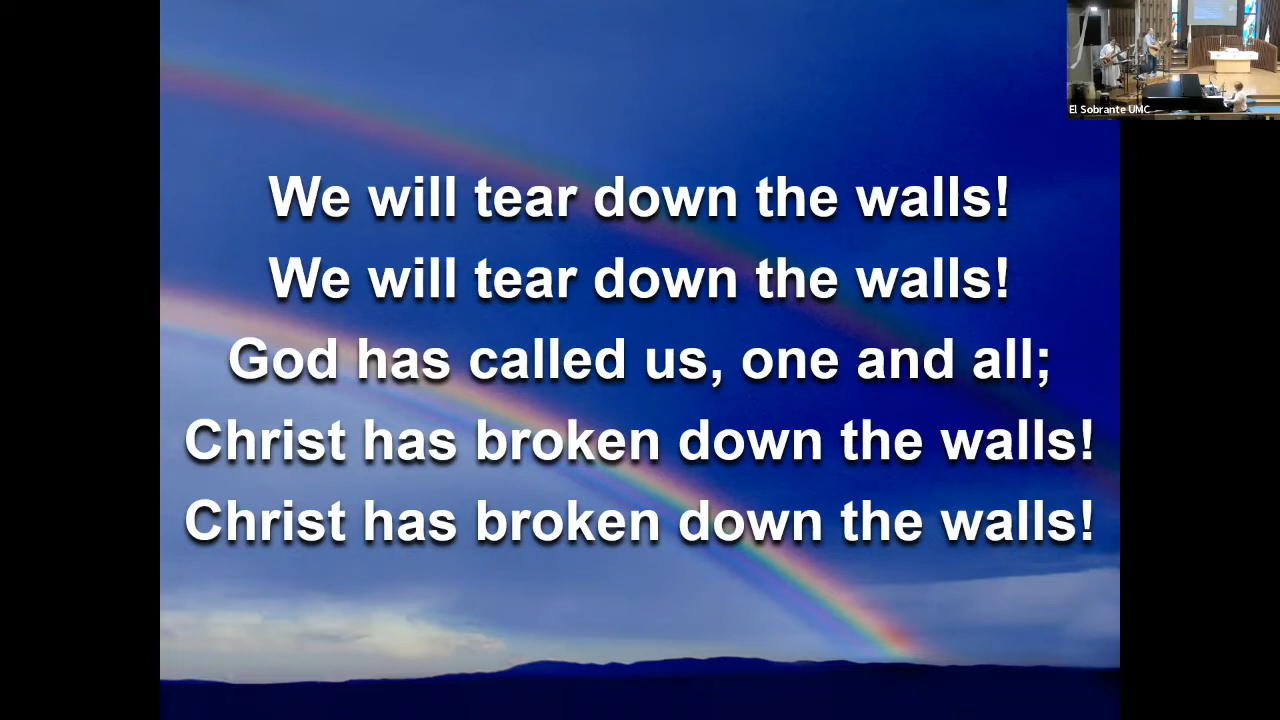 We will tear down the walls!
We will tear down the walls!
God has called us, one and all;
Christ has broken down the walls!
Christ has broken down the walls!
El Sobrante UMC